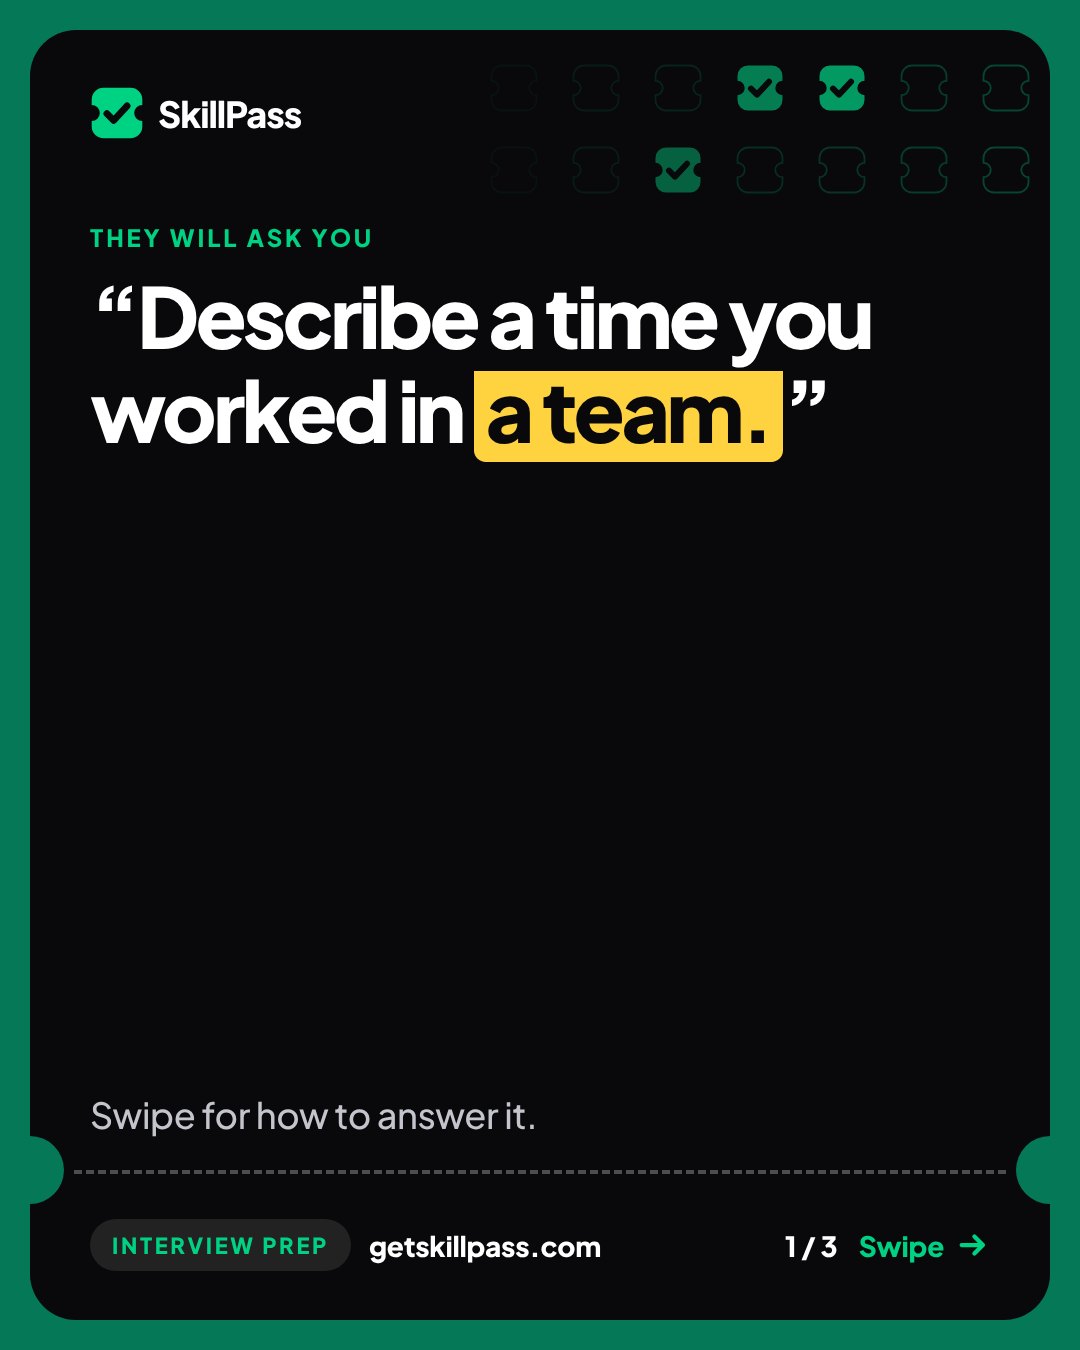 SkillPass
THEY WILL ASK YOU
“Describe a time you
worked in a team.”
Swipe for how to answer it.
INTERVIEW PREP getskillpass.com 1 / 3 Swipe →